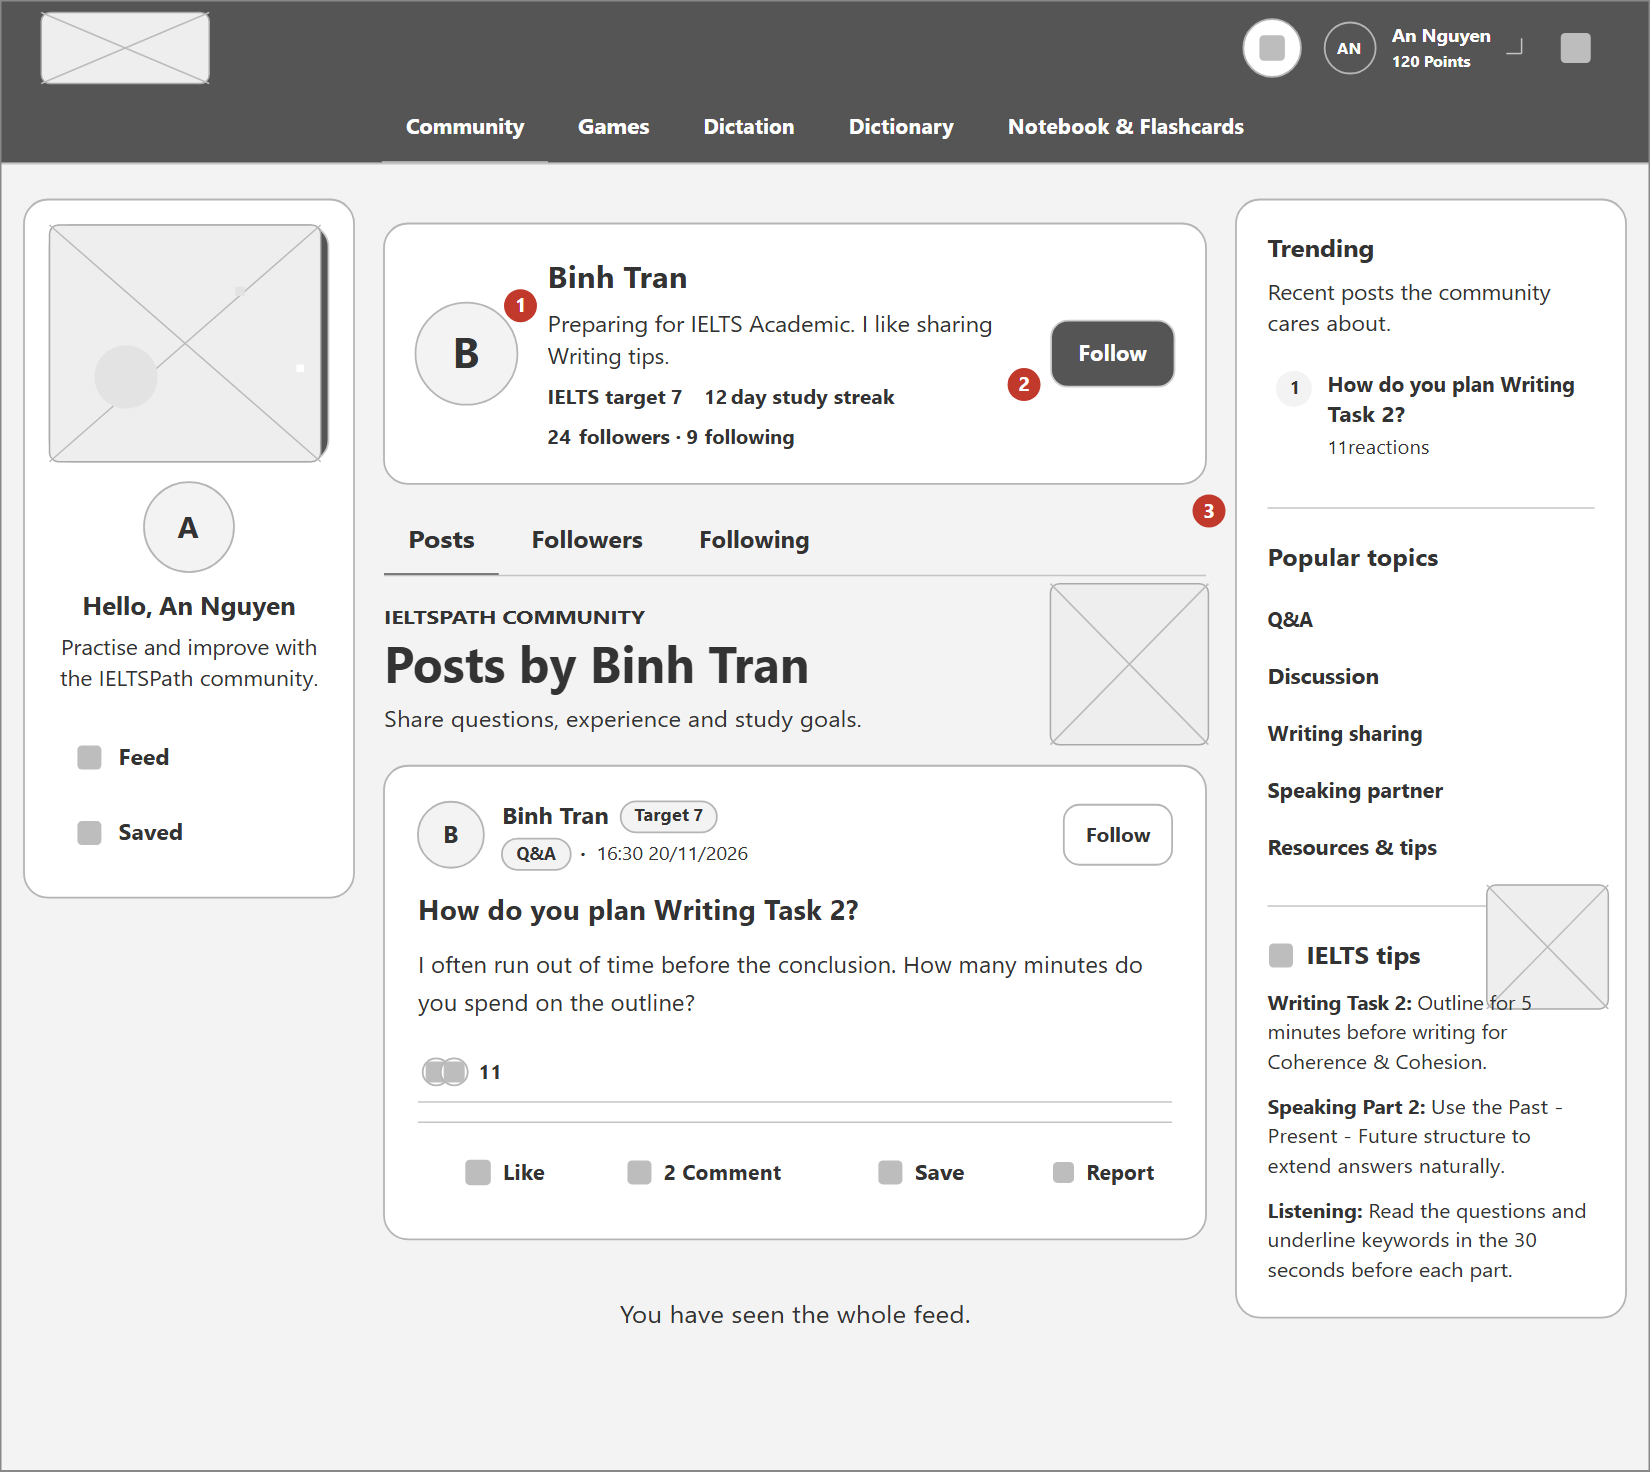 AN
An Nguyen
120 Points
Community
Games
Dictation
Dictionary
Notebook & Flashcards
A
Hello, An Nguyen
Practise and improve with
the IELTSPath community.
Feed
Saved
B
1
Binh Tran
Preparing for IELTS Academic. I like sharing
Writing tips.
IELTS target 7 12 day study streak
24 followers · 9 following
2
Follow
3
Posts
Followers
Following
IELTSPATH COMMUNITY
Posts by Binh Tran
Share questions, experience and study goals.
B
Binh Tran
Target 7
Q&A
· 16:30 20/11/2026
Follow
How do you plan Writing Task 2?
I often run out of time before the conclusion. How many minutes do
you spend on the outline?
11
Like
2 Comment
Save
Report
You have seen the whole feed.
Trending
Recent posts the community
cares about.
1
How do you plan Writing
Task 2?
11reactions
Popular topics
Q&A
Discussion
Writing sharing
Speaking partner
Resources & tips
IELTS tips
Writing Task 2: Outline for 5
minutes before writing for
Coherence & Cohesion.
Speaking Part 2: Use the Past -
Present - Future structure to
extend answers naturally.
Listening: Read the questions and
underline keywords in the 30
seconds before each part.